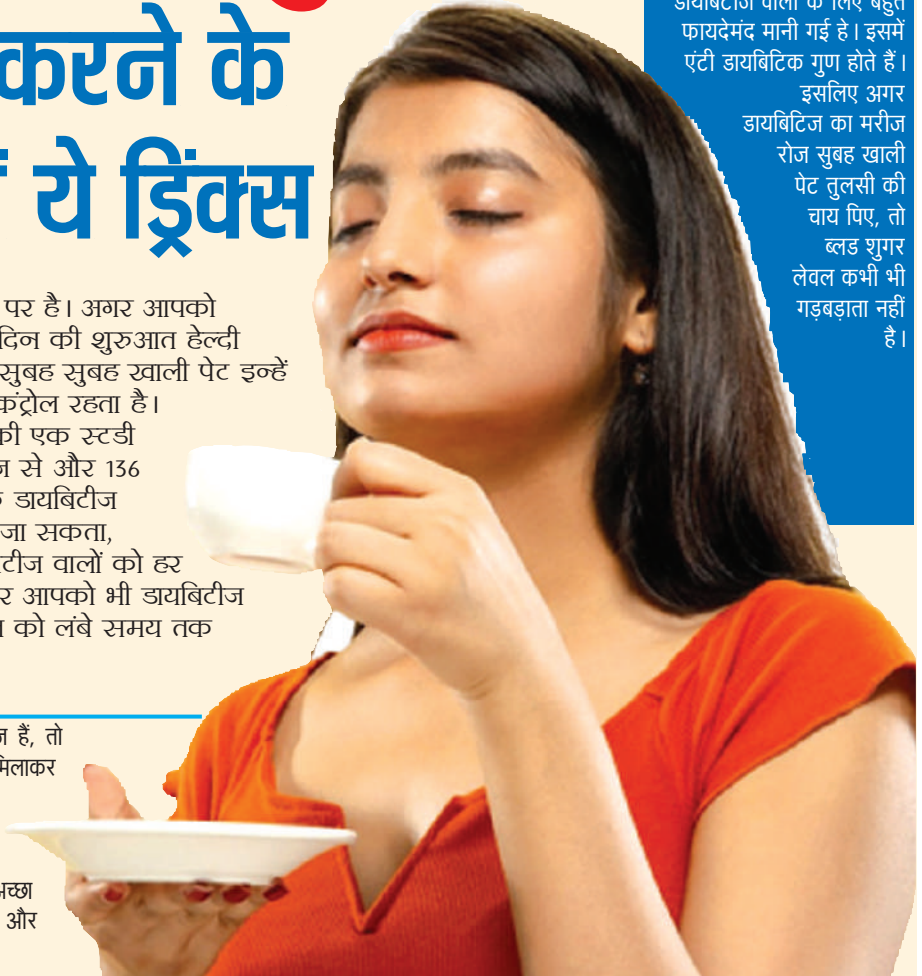 करने के
ये ड्रिंक्स
पर है। अगर आपको
दिन की शुरुआत हेल्दी
सुबह सुबह खाली पेट इन्हें
कंट्रोल रहता है।
की एक स्टडी
से और 136
डायबिटीज
जा सकता,
वालों को हर
आपको भी डायबिटीज
को लंबे समय तक
हैं, तो
मिलाकर
अच्छा
और
डायबिटीज वालों के लिए बहुत
फायदेमंद मानी गई हे। इसमें
एंटी डायबिटिक गुण होते हैं।
इसलिए अगर
डायबिटिज का मरीज
रोज सुबह खाली
पेट तुलसी की
चाय पिए, तो
ब्लड शुगर
लेवल कभी भी
गड़बड़ाता नहीं
है।